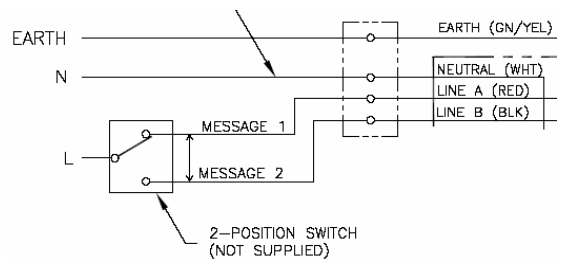 EARTH
EARTH (GN/YEL)
N
NEUTRAL (WHT)
LINE A (RED)
LINE B (BLK)
MESSAGE 1
L
MESSAGE 2
2-POSITION SWITCH
(NOT SUPPLIED)